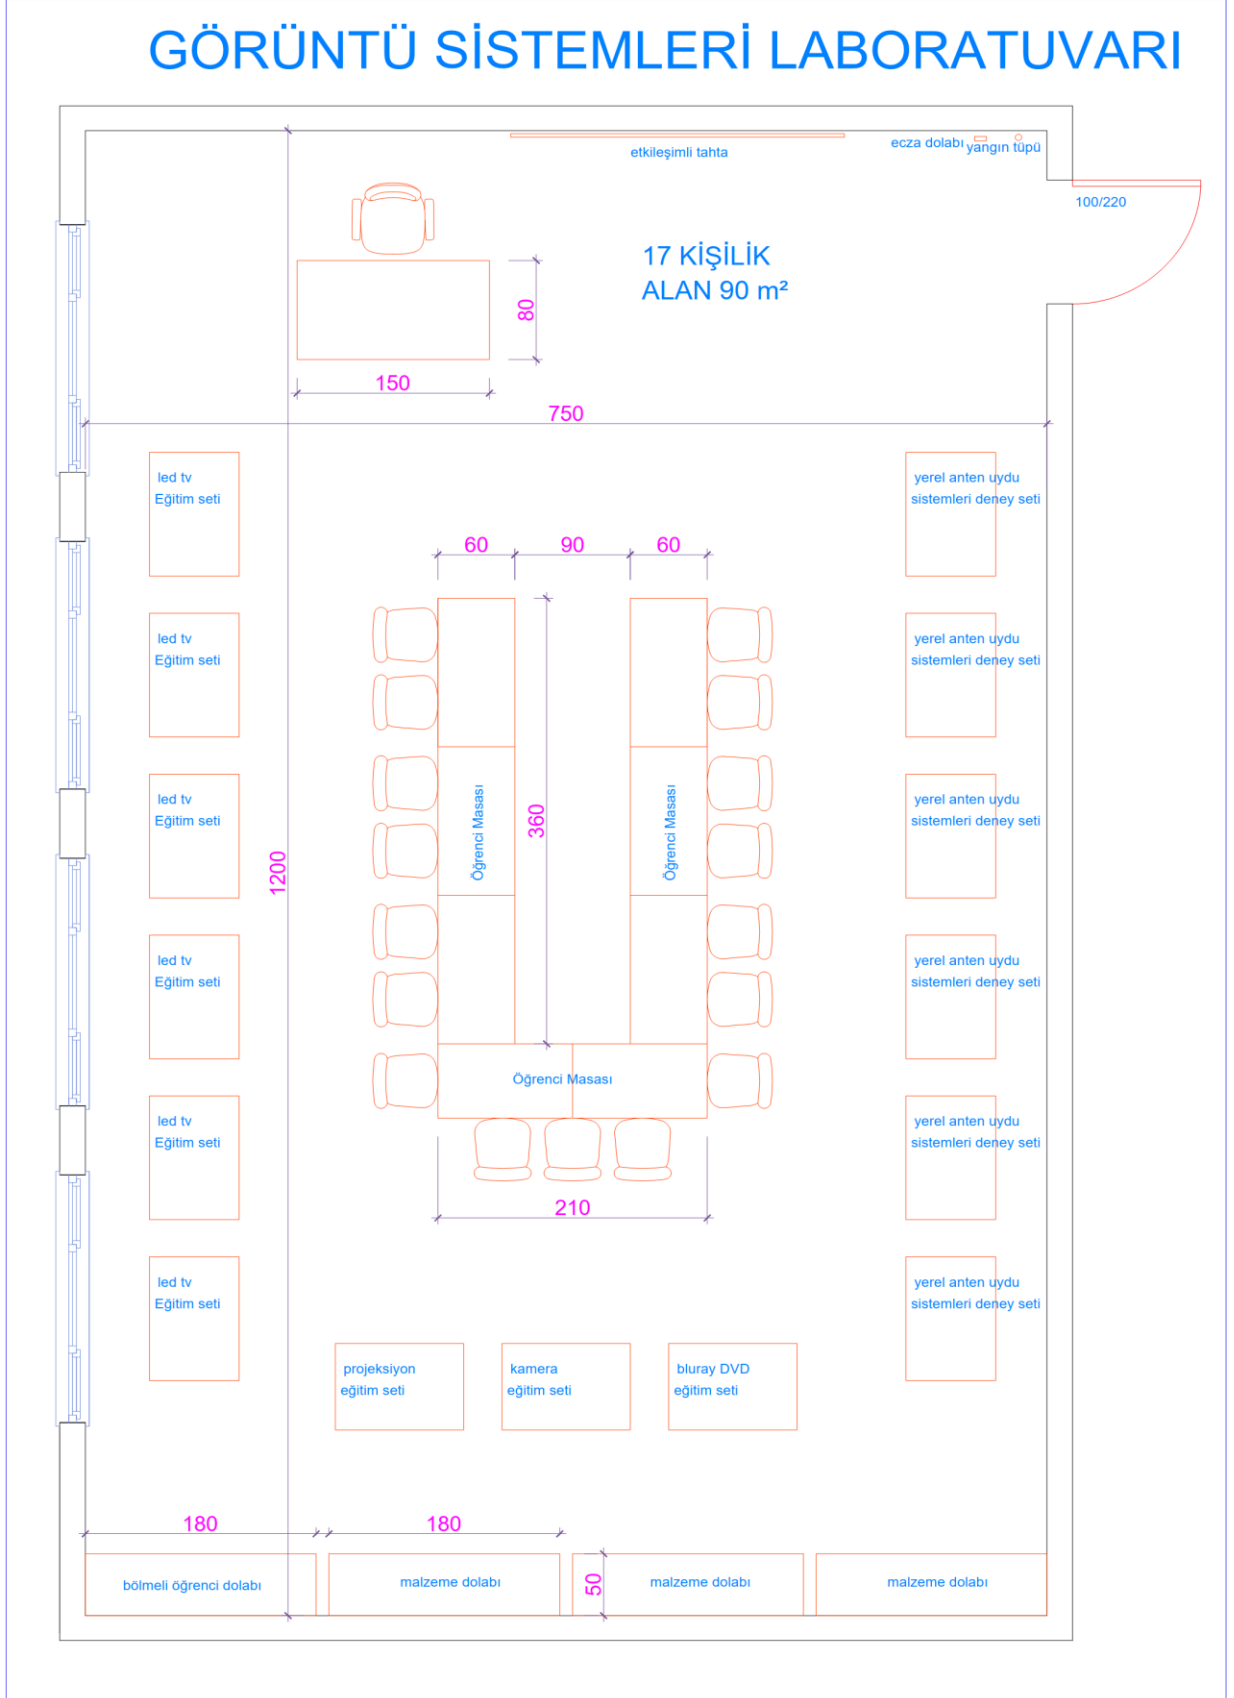 GÖRÜNTÜ SİSTEMLERİ LABORATUVARI
etkileşimli tahta
ecza dolabı
yangın tüpü
100/220
17 KİŞİLİK
ALAN 90 m²
80
150
750
led tv
Eğitim seti
yerel anten uydu
sistemleri deney seti
60
90
60
led tv
Eğitim seti
yerel anten uydu
sistemleri deney seti
led tv
Eğitim seti
Öğrenci Masası
360
Öğrenci Masası
yerel anten uydu
sistemleri deney seti
1200
led tv
Eğitim seti
yerel anten uydu
sistemleri deney seti
Öğrenci Masası
led tv
Eğitim seti
yerel anten uydu
sistemleri deney seti
210
led tv
Eğitim seti
yerel anten uydu
sistemleri deney seti
projeksiyon
eğitim seti
kamera
eğitim seti
bluray DVD
eğitim seti
180
180
bölmeli öğrenci dolabı
malzeme dolabı
50
malzeme dolabı
malzeme dolabı